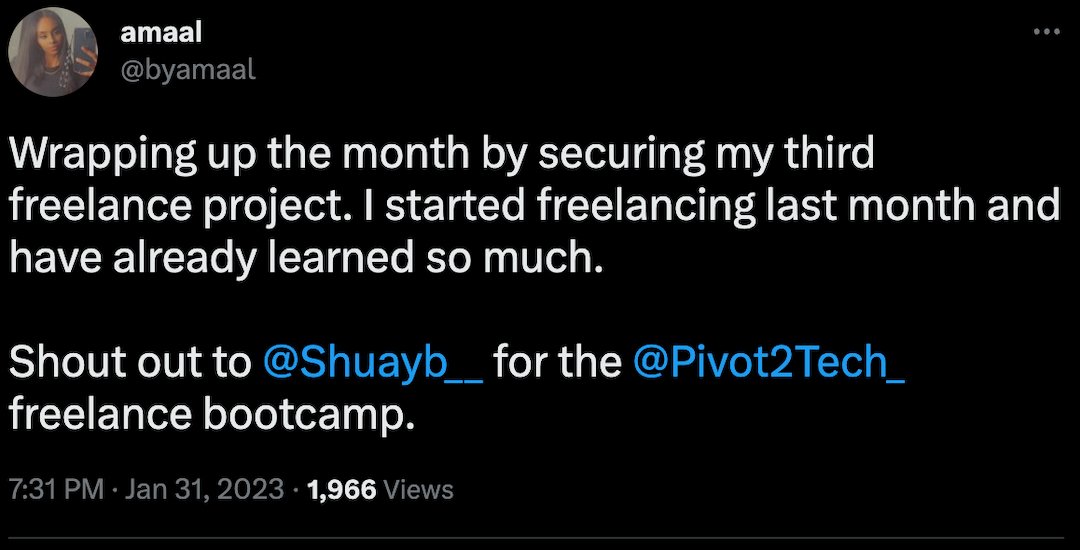 amaal
@byamaal
Wrapping up the month by securing my third
freelance project. I started freelancing last month and
have already learned so much.
Shout out to @Shuayb__ for the @Pivot2Tech_
freelance bootcamp.
7:31 PM · Jan 31, 2023 · 1,966 Views